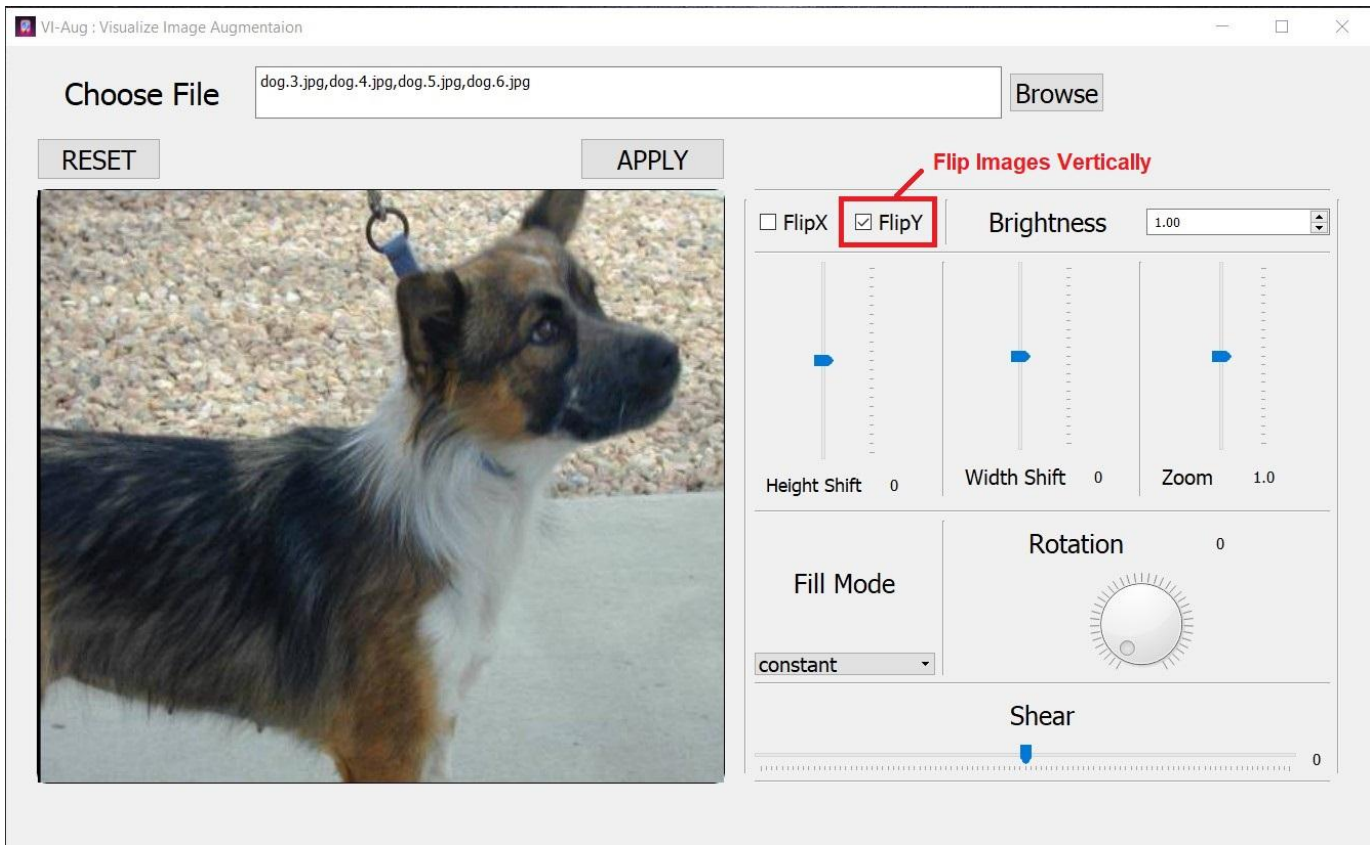 VI-Aug : Visualize Image Augmentaion
Choose File
dog.3.jpg,dog.4.jpg,dog.5.jpg,dog.6.jpg
Browse
RESET
APPLY
Flip Images Vertically
FlipX
FlipY
Brightness
1.00
Height Shift 0
Width Shift 0
Zoom 1.0
Fill Mode
constant
Rotation 0
Shear
0